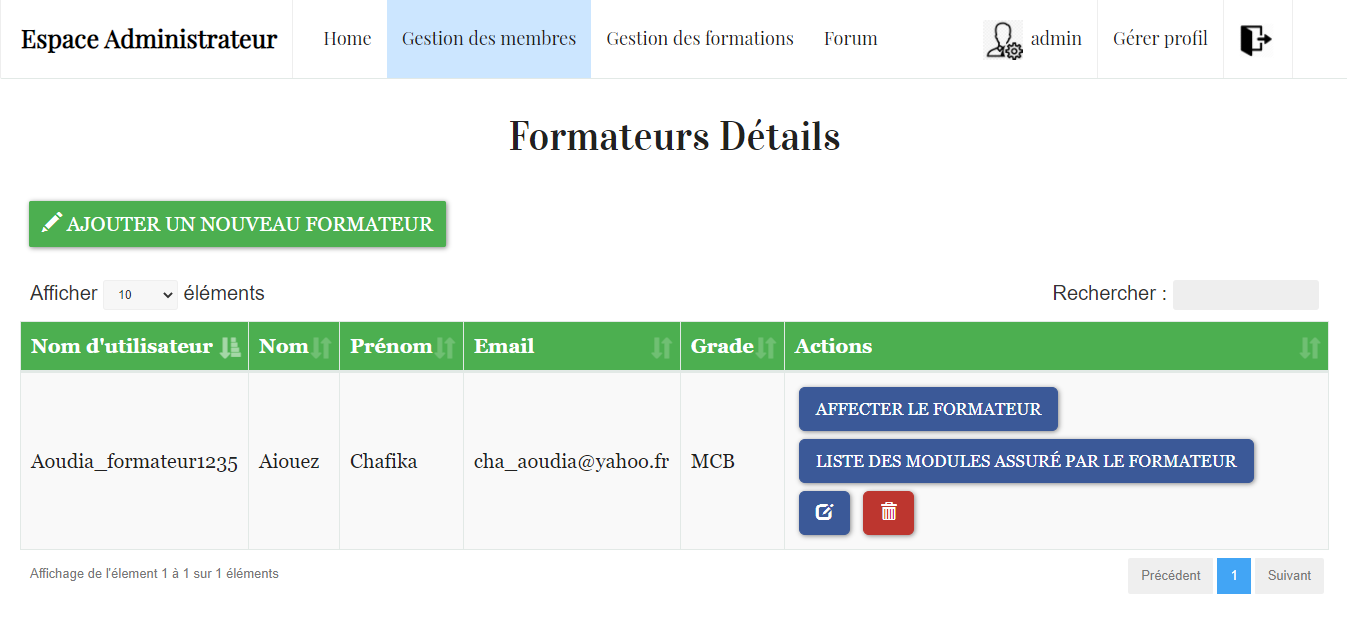 Espace Administrateur Home Gestion des membres Gestion des formations Forum admin Gérer profil
Formateurs Détails
AJOUTER UN NOUVEAU FORMATEUR
Afficher 10 éléments Rechercher :
Nom d'utilisateur Nom Prénom Email Grade Actions
AFFECTER LE FORMATEUR
Aoudia_formateur1235 Aiouez Chafika cha_aoudia@yahoo.fr MCB LISTE DES MODULES ASSURÉ PAR LE FORMATEUR
Affichage de l'élement 1 à 1 sur 1 éléments Précédent 1 Suivant